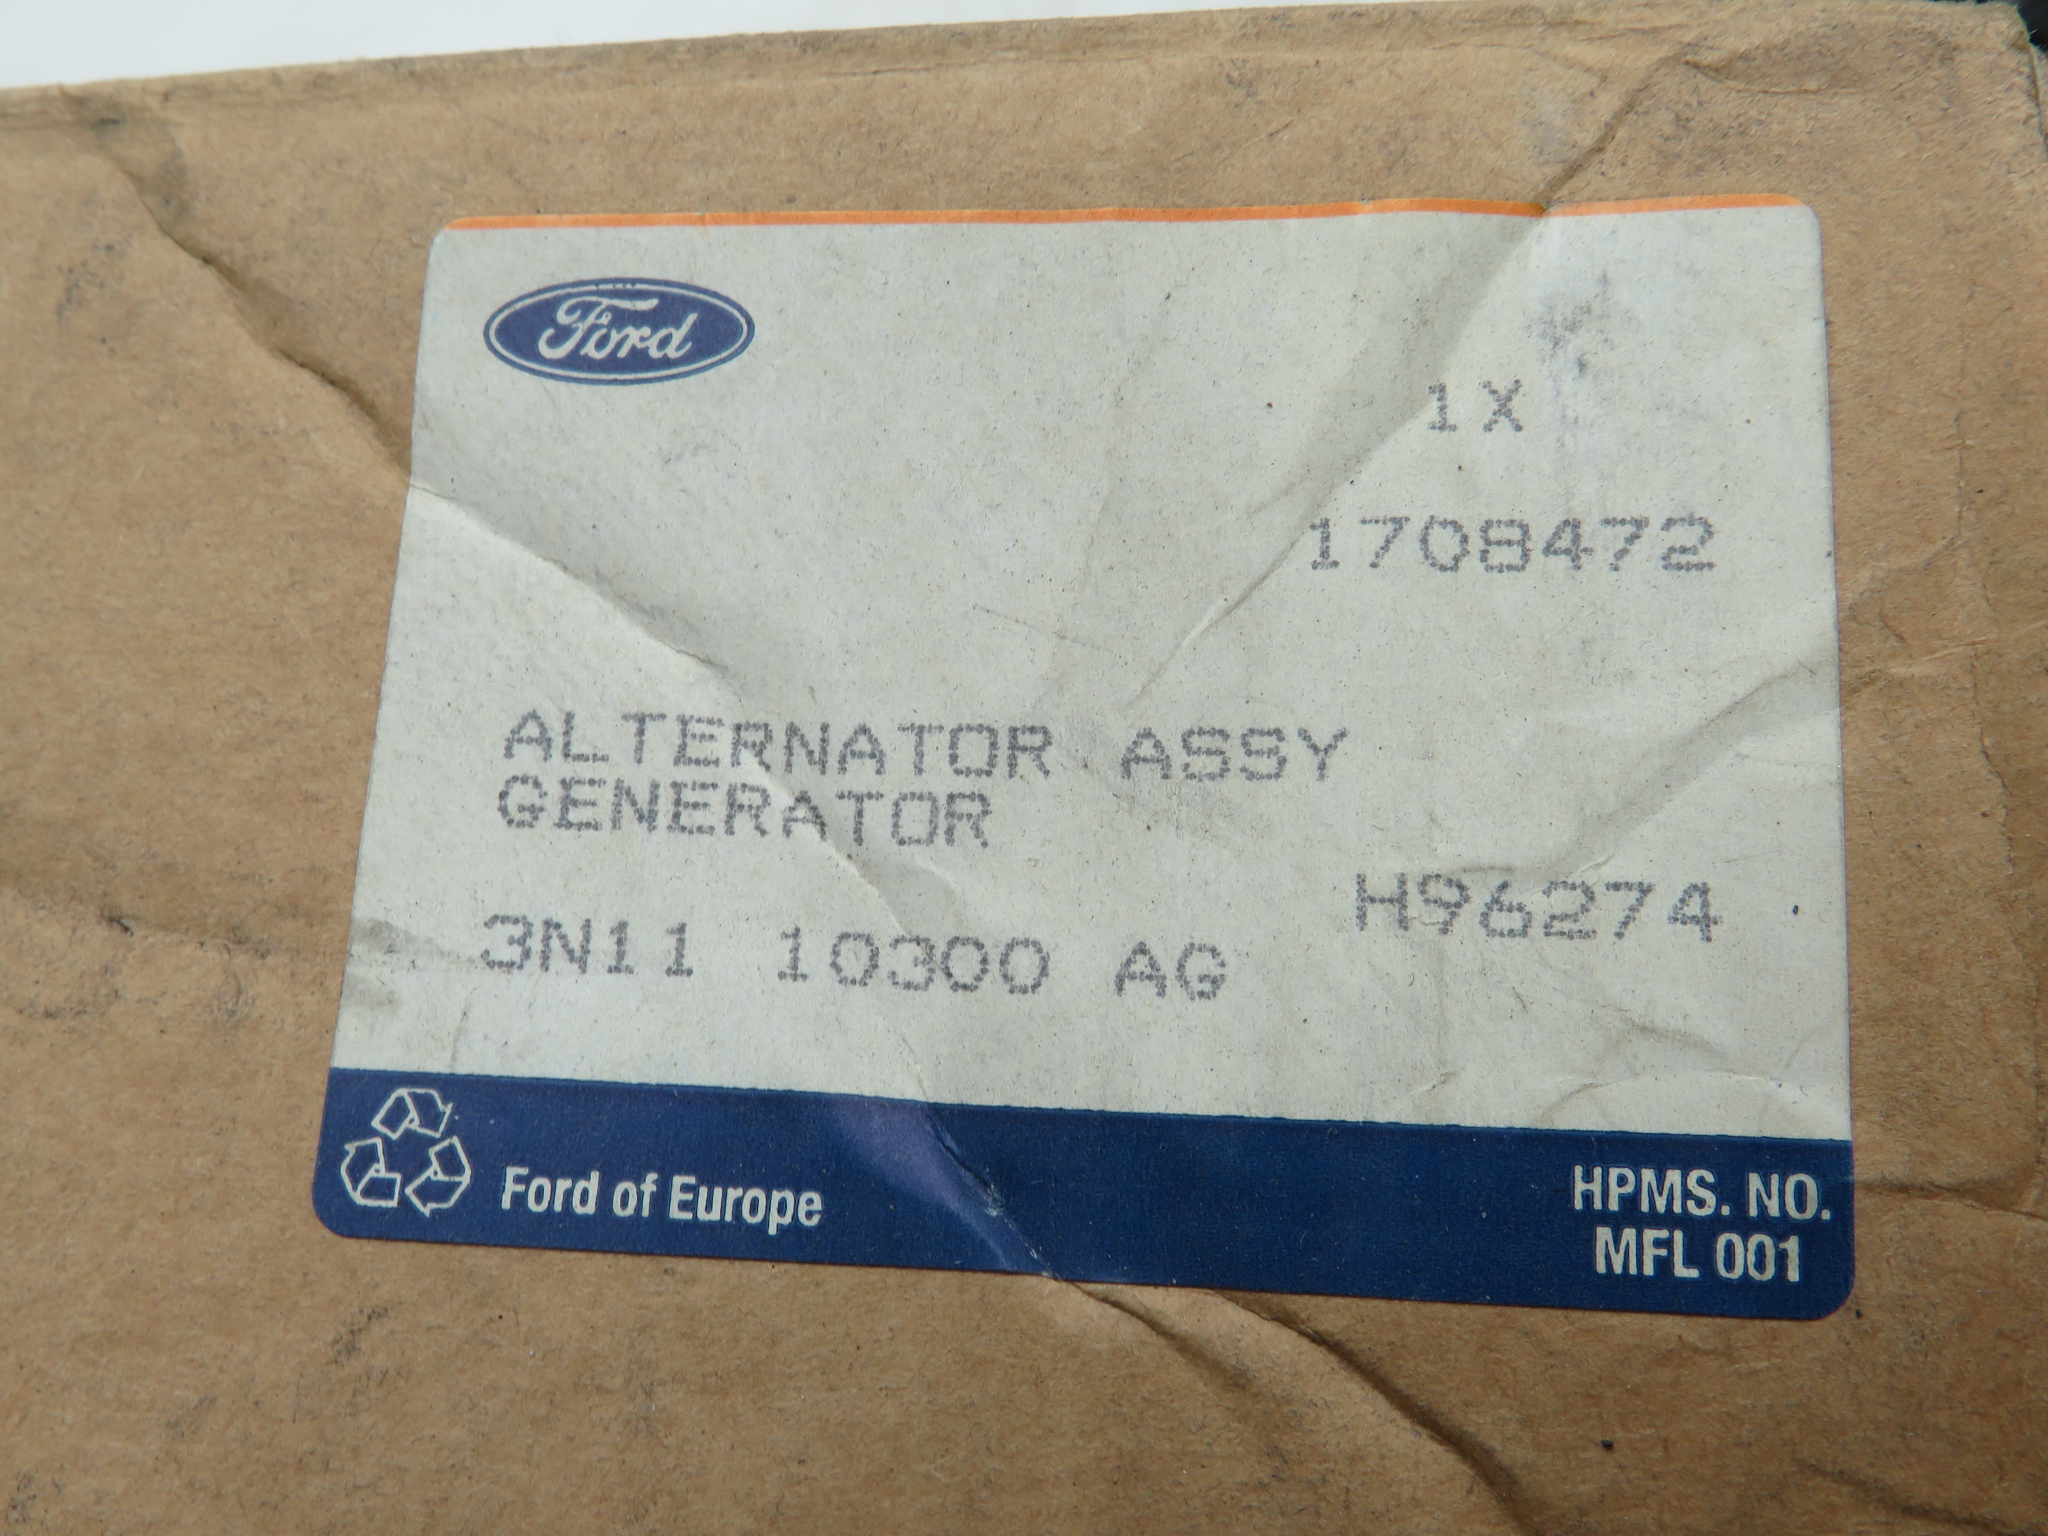 Ford
1X
1708472
ALTERNATOR ASSY
GENERATOR
H96274
3N11 10300 AG
Ford of Europe
HPMS. NO.
MFL 001